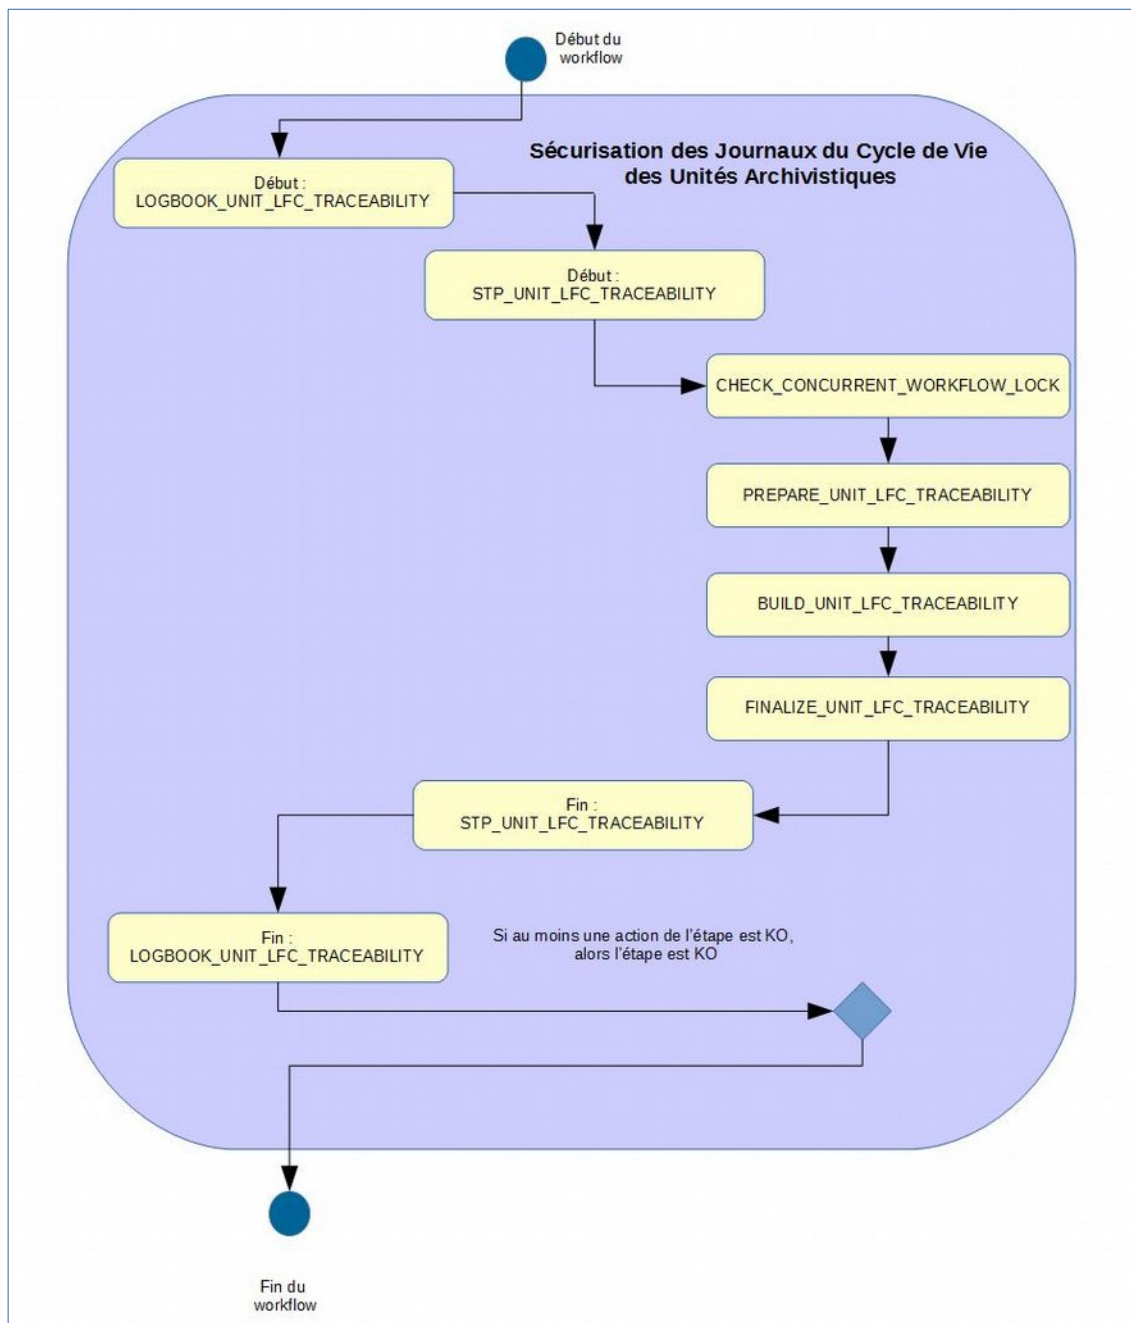 Début du
workflow
Sécurisation des Journaux du Cycle de Vie
des Unités Archivistiques
Début :
LOGBOOK_UNIT_LFC_TRACEABILITY
Début :
STP_UNIT_LFC_TRACEABILITY
CHECK_CONCURRENT_WORKFLOW_LOCK
PREPARE_UNIT_LFC_TRACEABILITY
BUILD_UNIT_LFC_TRACEABILITY
FINALIZE_UNIT_LFC_TRACEABILITY
Fin :
STP_UNIT_LFC_TRACEABILITY
Fin :
LOGBOOK_UNIT_LFC_TRACEABILITY
Si au moins une action de l'étape est KO,
alors l'étape est KO
Fin du
workflow